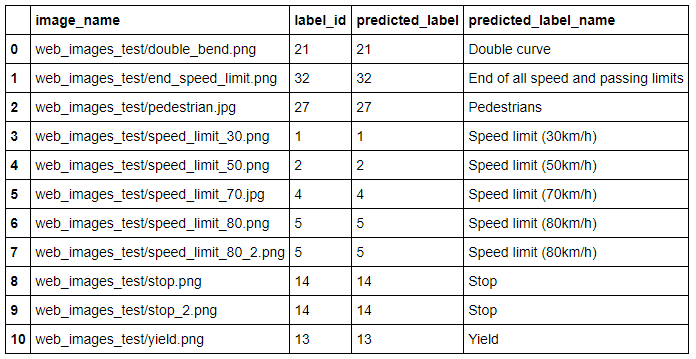 image_name label_id predicted_label predicted_label_name
0 web_images_test/double_bend.png 21 21 Double curve
1 web_images_test/end_speed_limit.png 32 32 End of all speed and passing limits
2 web_images_test/pedestrian.jpg 27 27 Pedestrians
3 web_images_test/speed_limit_30.png 1 1 Speed limit (30km/h)
4 web_images_test/speed_limit_50.png 2 2 Speed limit (50km/h)
5 web_images_test/speed_limit_70.jpg 4 4 Speed limit (70km/h)
6 web_images_test/speed_limit_80.png 5 5 Speed limit (80km/h)
7 web_images_test/speed_limit_80_2.png 5 5 Speed limit (80km/h)
8 web_images_test/stop.png 14 14 Stop
9 web_images_test/stop_2.png 14 14 Stop
10 web_images_test/yield.png 13 13 Yield